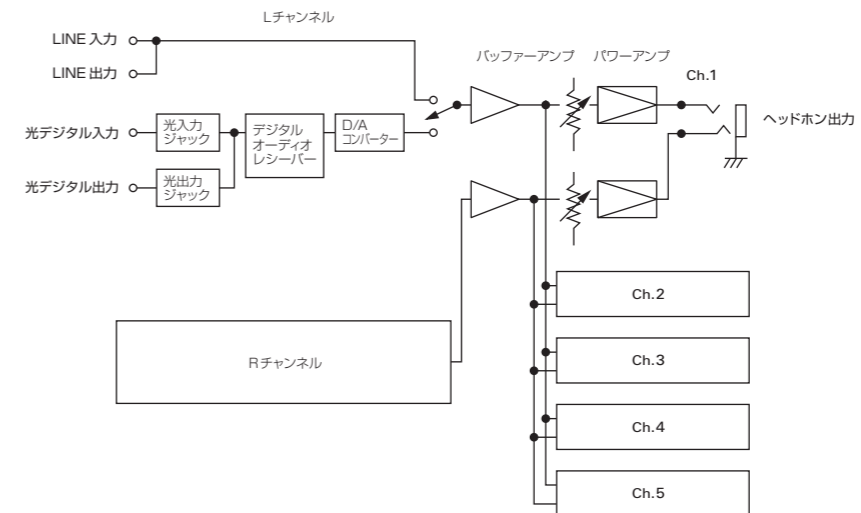 Lチャンネル
LINE 入力
LINE 出力
バッファーアンプ
パワーアンプ
Ch.1
ヘッドホン出力
光デジタル入力
光入力
ジャック
デジタル
オーディオ
レシーバー
D/A
コンバーター
光デジタル出力
光出力
ジャック
Ch.2
Rチャンネル
Ch.3
Ch.4
Ch.5